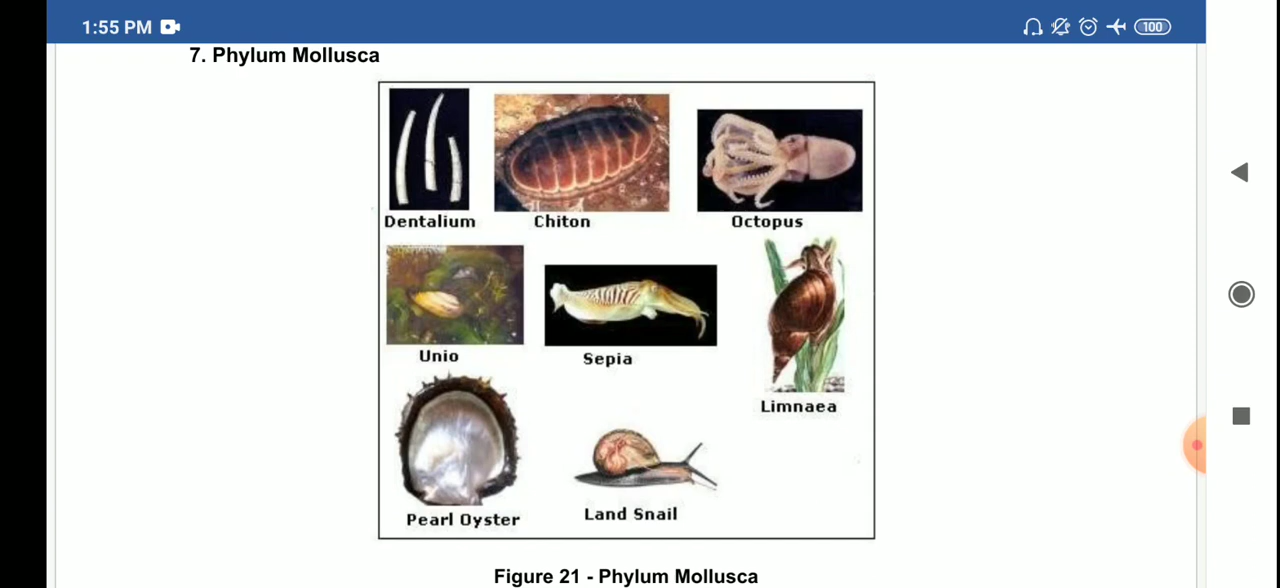 1:55 PM
100
7. Phylum Mollusca
Dentalium
Chiton
Octopus
Unio
Sepia
Limnaea
Pearl Oyster
Land Snail
Figure 21 - Phylum Mollusca